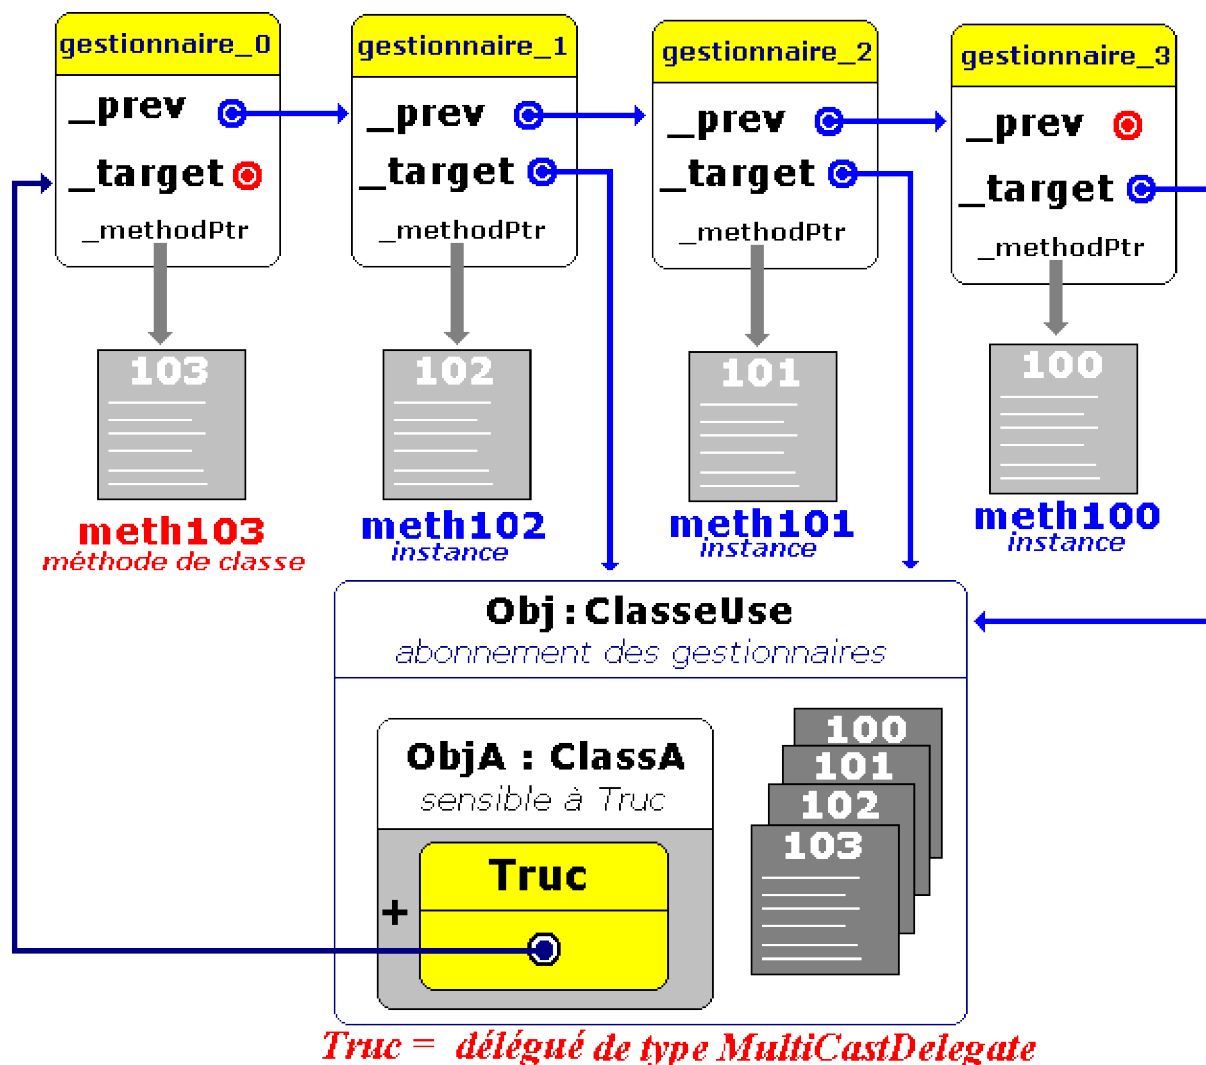 gestionnaire_0 gestionnaire_1 gestionnaire_2 gestionnaire_3
_prev _prev _prev _prev
_target _target _target _target
_methodPtr _methodPtr _methodPtr _methodPtr
103 102 101 100
meth103 meth102 meth101 meth100
méthode de classe instance instance instance
Obj : ClasseUse
abonnement des gestionnaires
ObjA : ClassA
sensible à Truc
Truc
+
100
101
102
103
Truc = délégué de type MultiCastDelegate